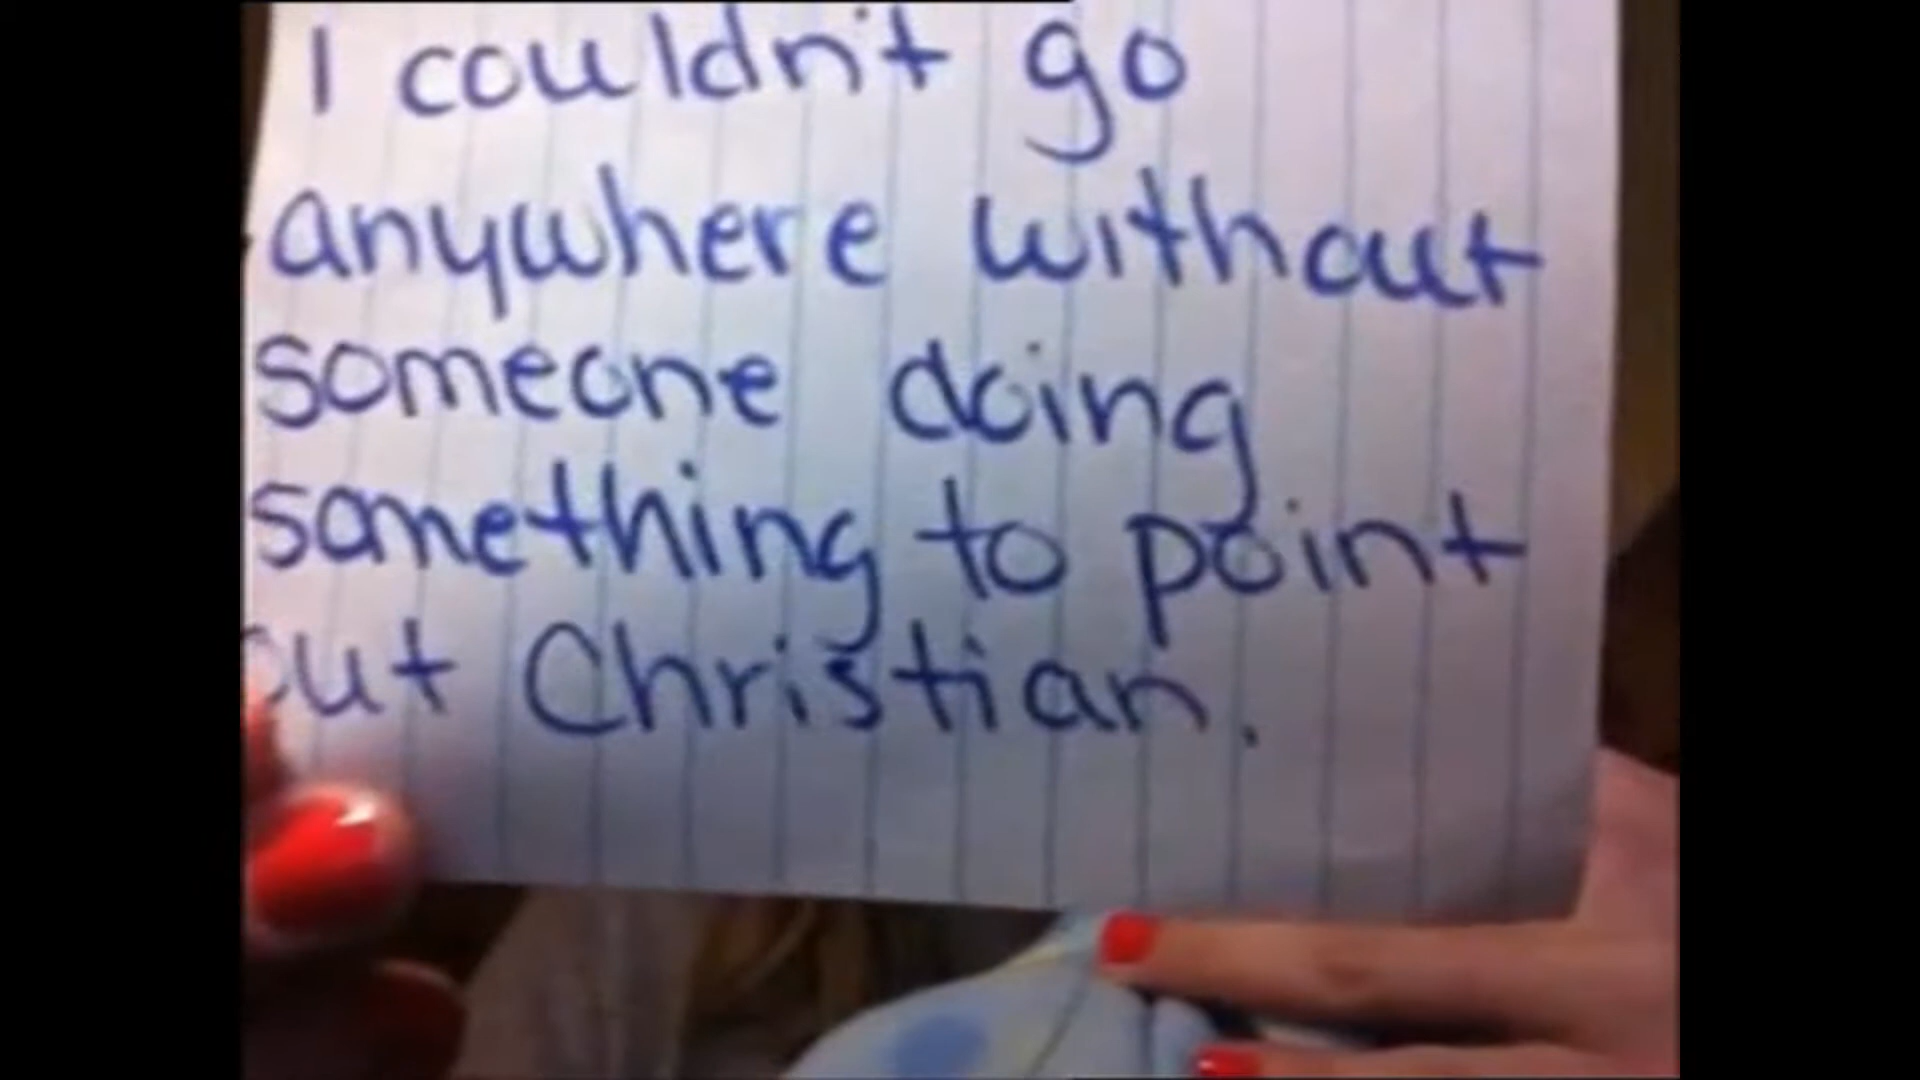 I couldn't go
anywhere without
someone doing
something to point
out Christian.